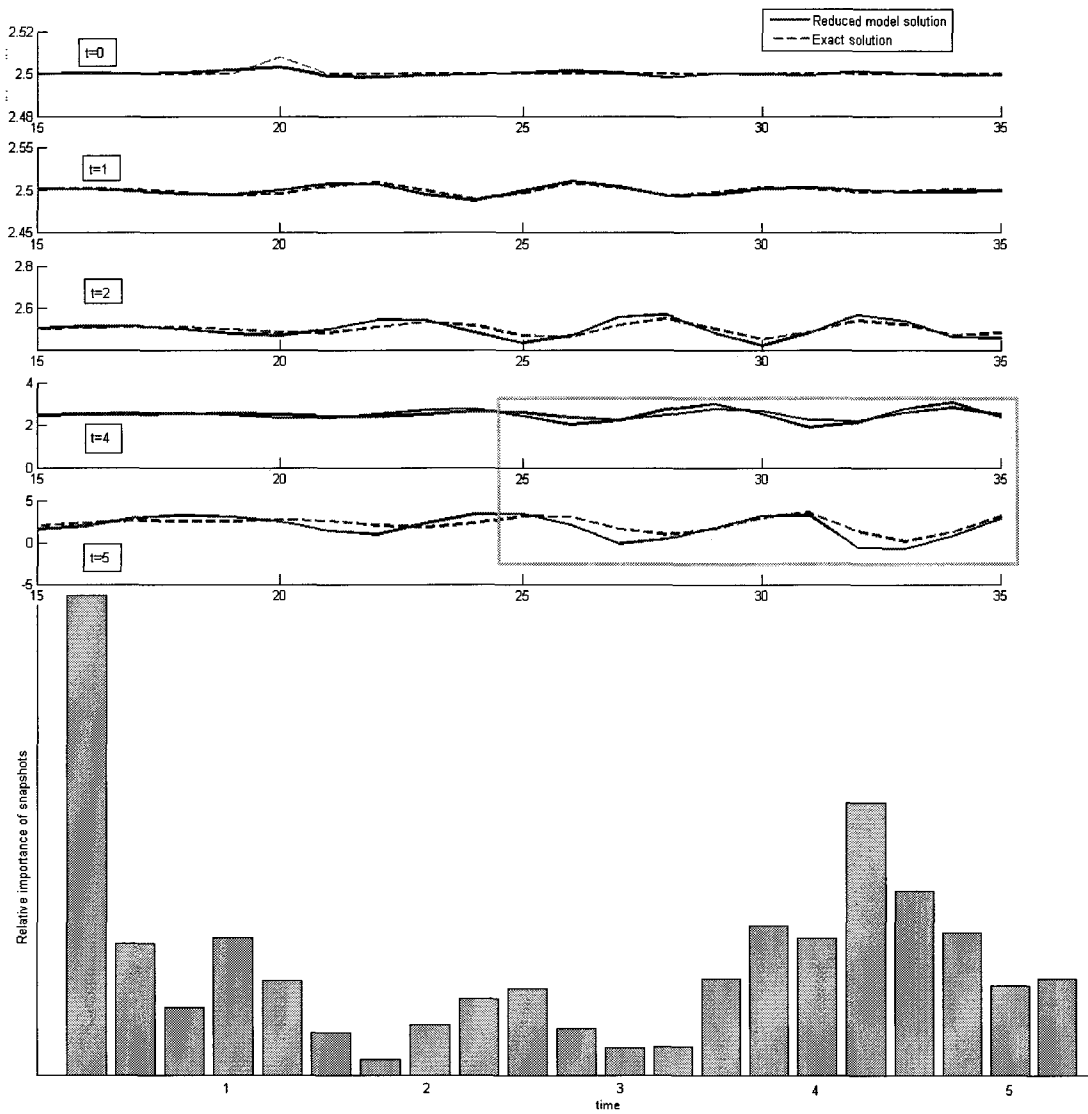 Reduced model solution
Exact solution
2.52
t=0
2.5
2.48
15 20 25 30 35
2.55
t=1
2.5
2.45
15 20 25 30 35
2.8
t=2
2.6
15 20 25 30 35
4
2
t=4
0
15 20 25 30 35
5
0
t=5
-5
15 20 25 30 35
Relative importance of snapshots
1 2 3 4 5
time